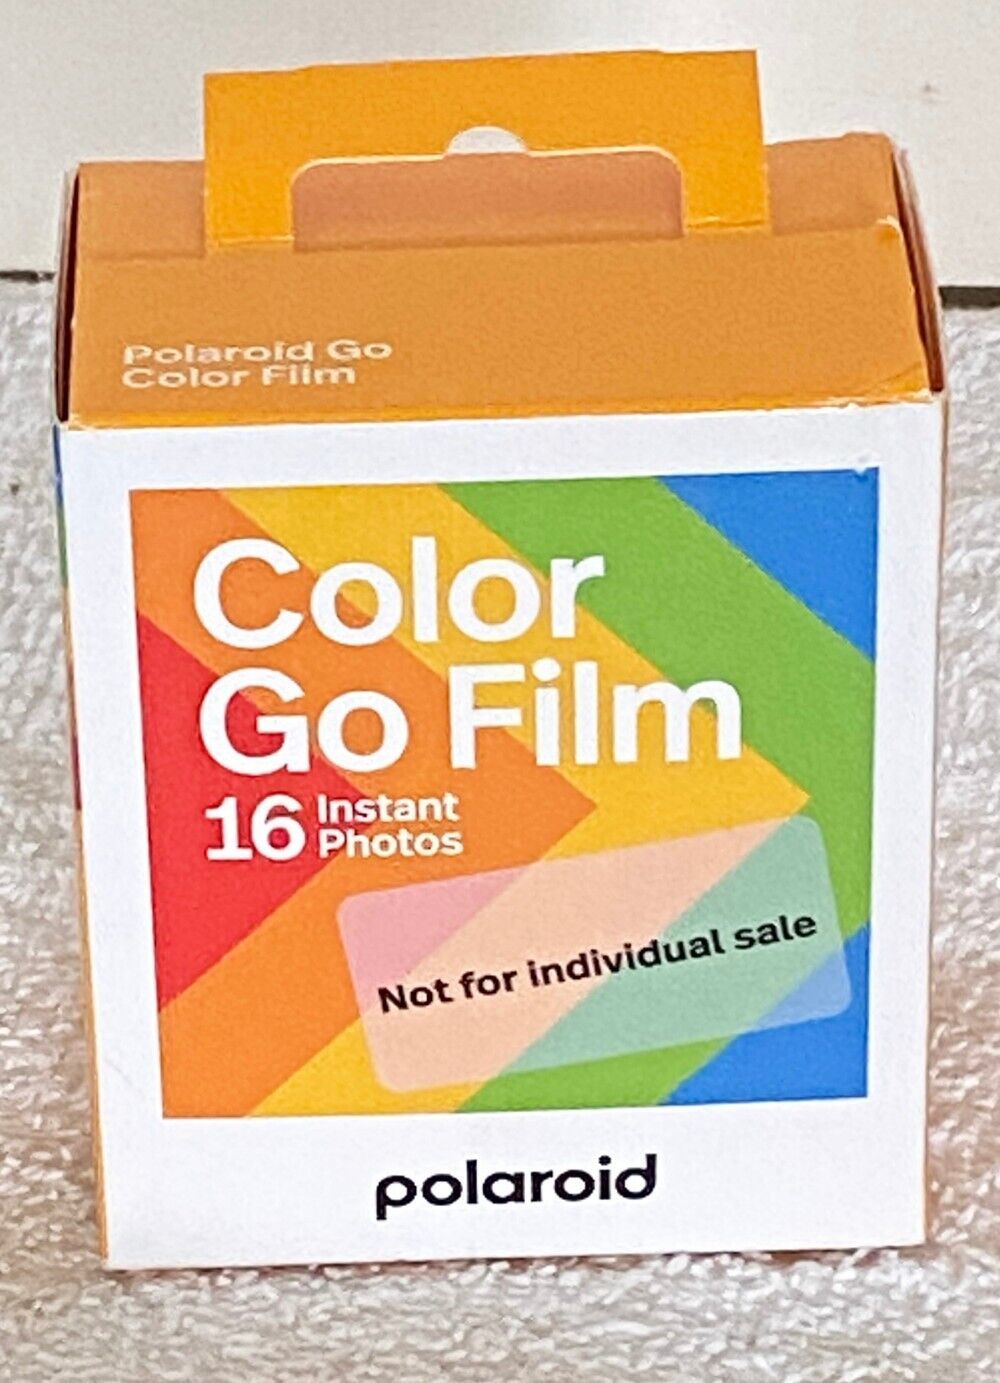 Polaroid Go
Color Film
Color
Go Film
16 Instant
Photos
Not for individual sale
polaroid